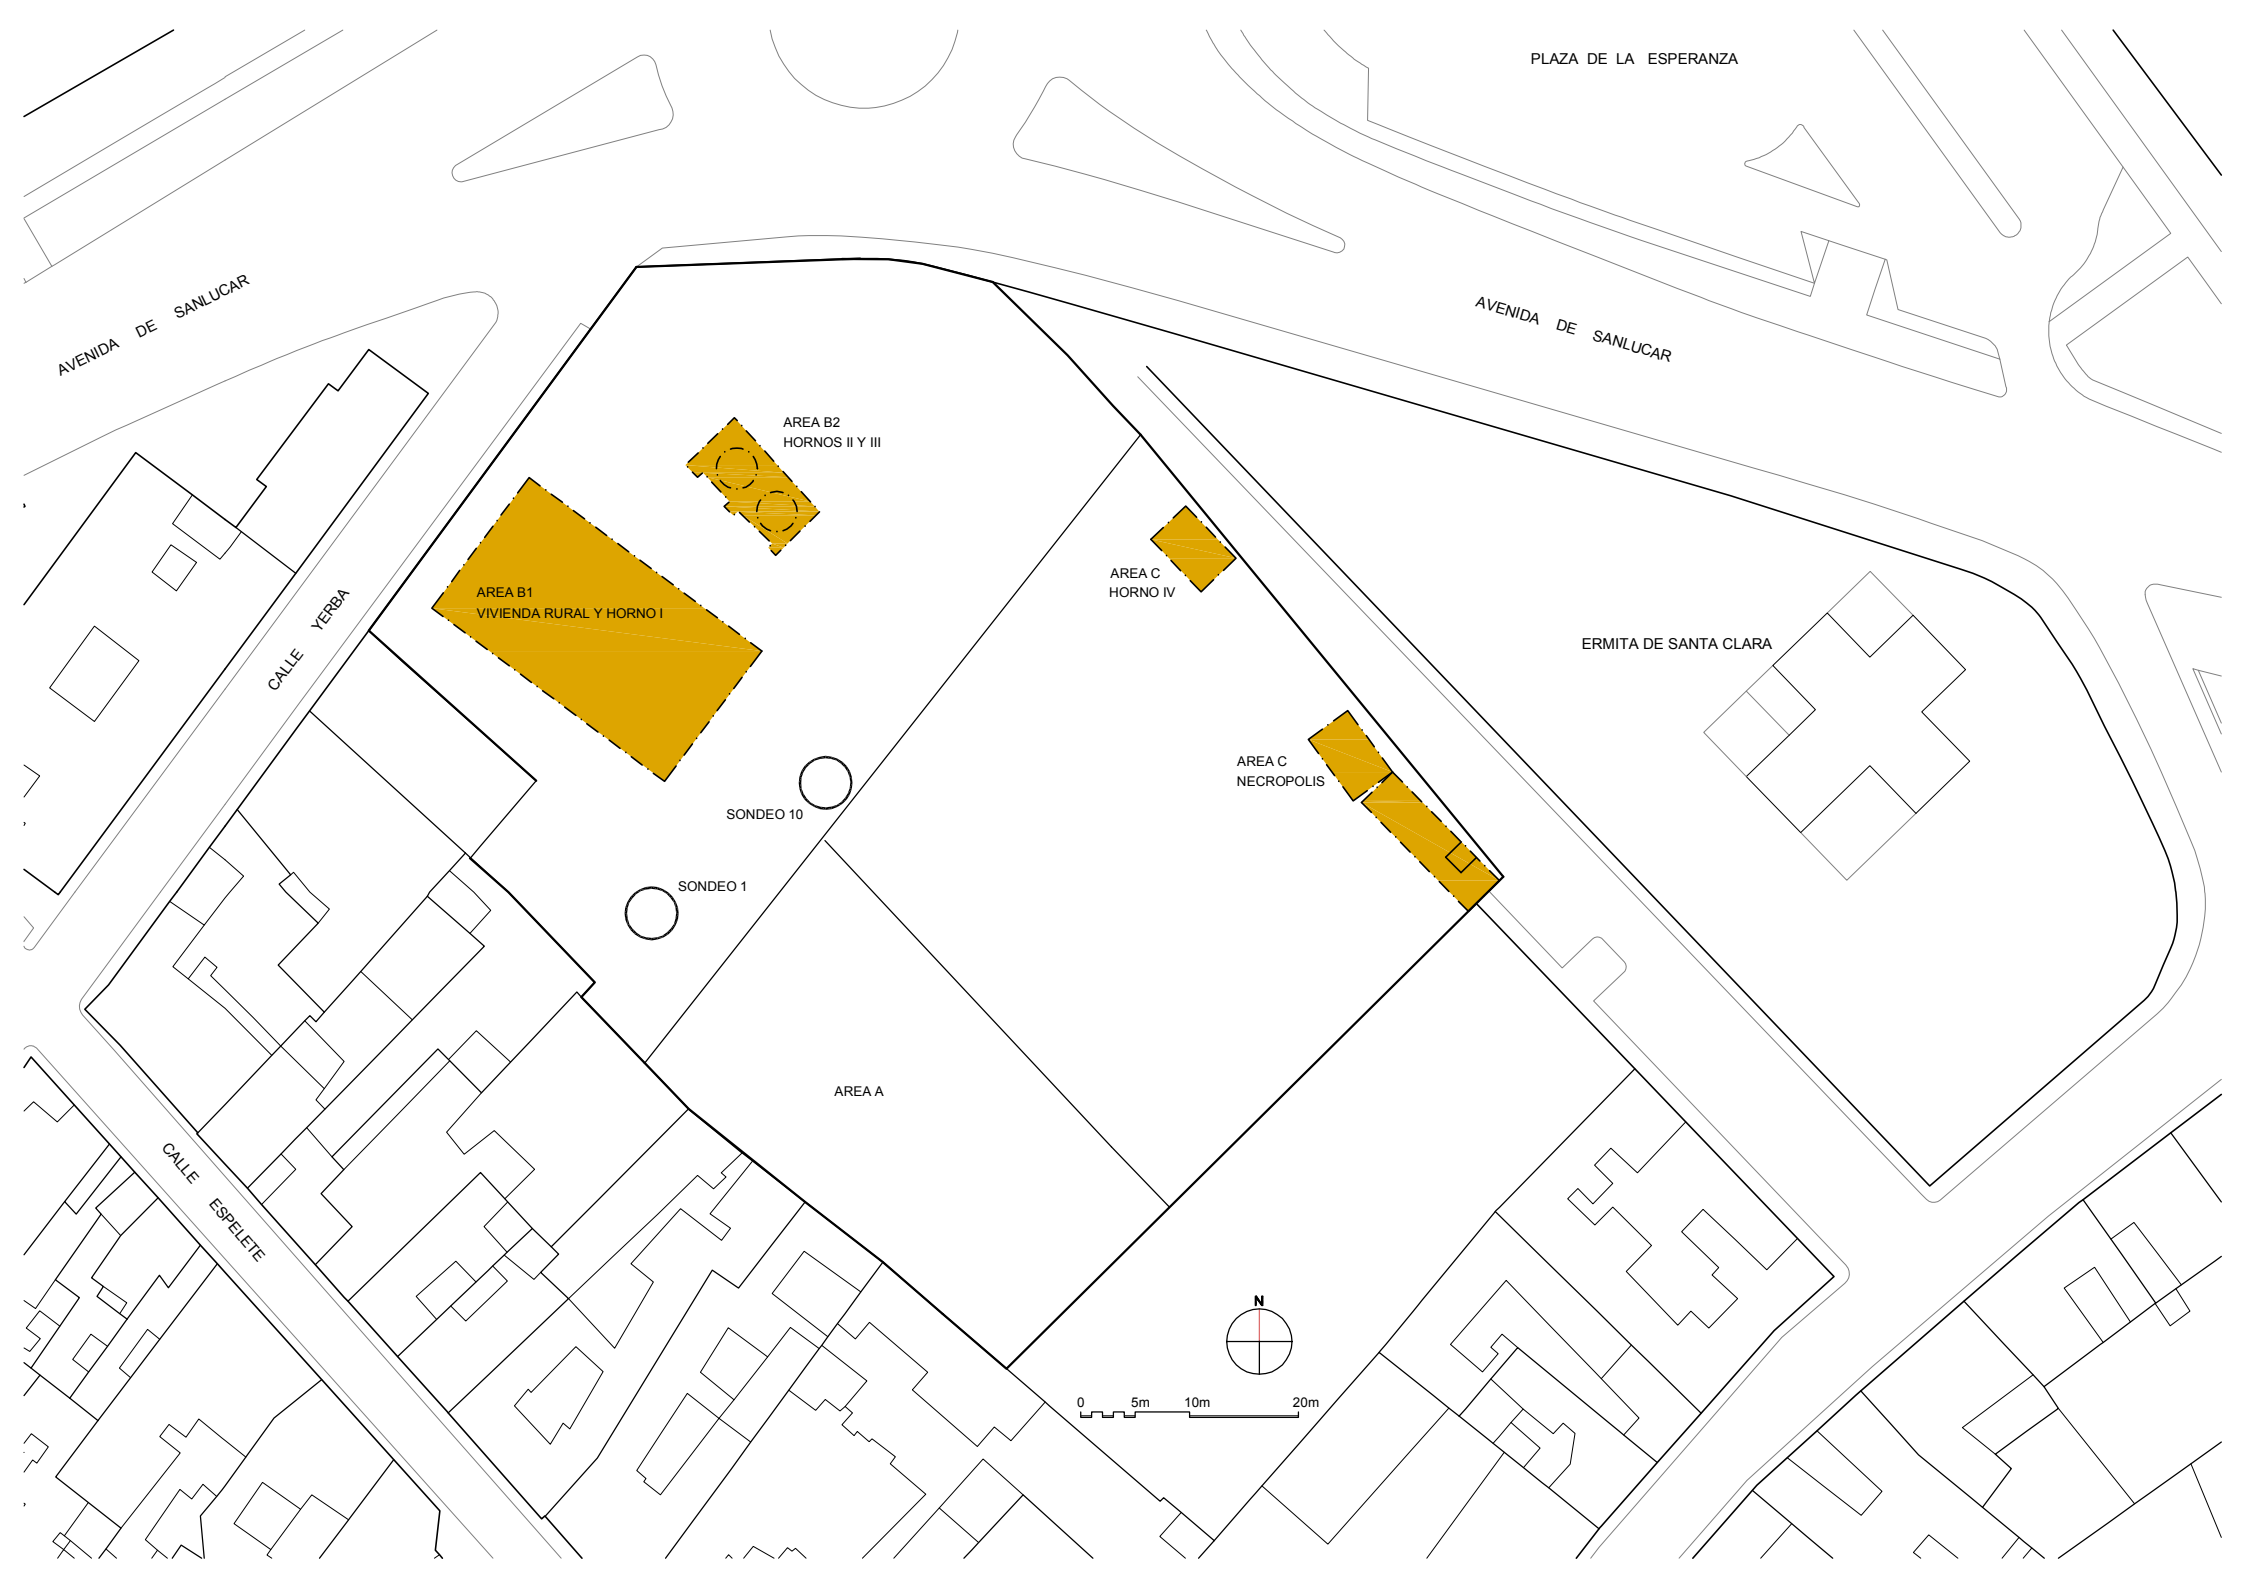 PLAZA DE LA ESPERANZA
AVENIDA DE SANLUCAR
AVENIDA DE SANLUCAR
AREA B2
HORNOS II Y III
AREA B1
VIVIENDA RURAL Y HORNO I
CALLE YERBA
AREA C
HORNO IV
ERMITA DE SANTA CLARA
AREA C
NECROPOLIS
SONDEO 10
SONDEO 1
AREA A
CALLE ESPELETE
N
0 5m 10m 20m